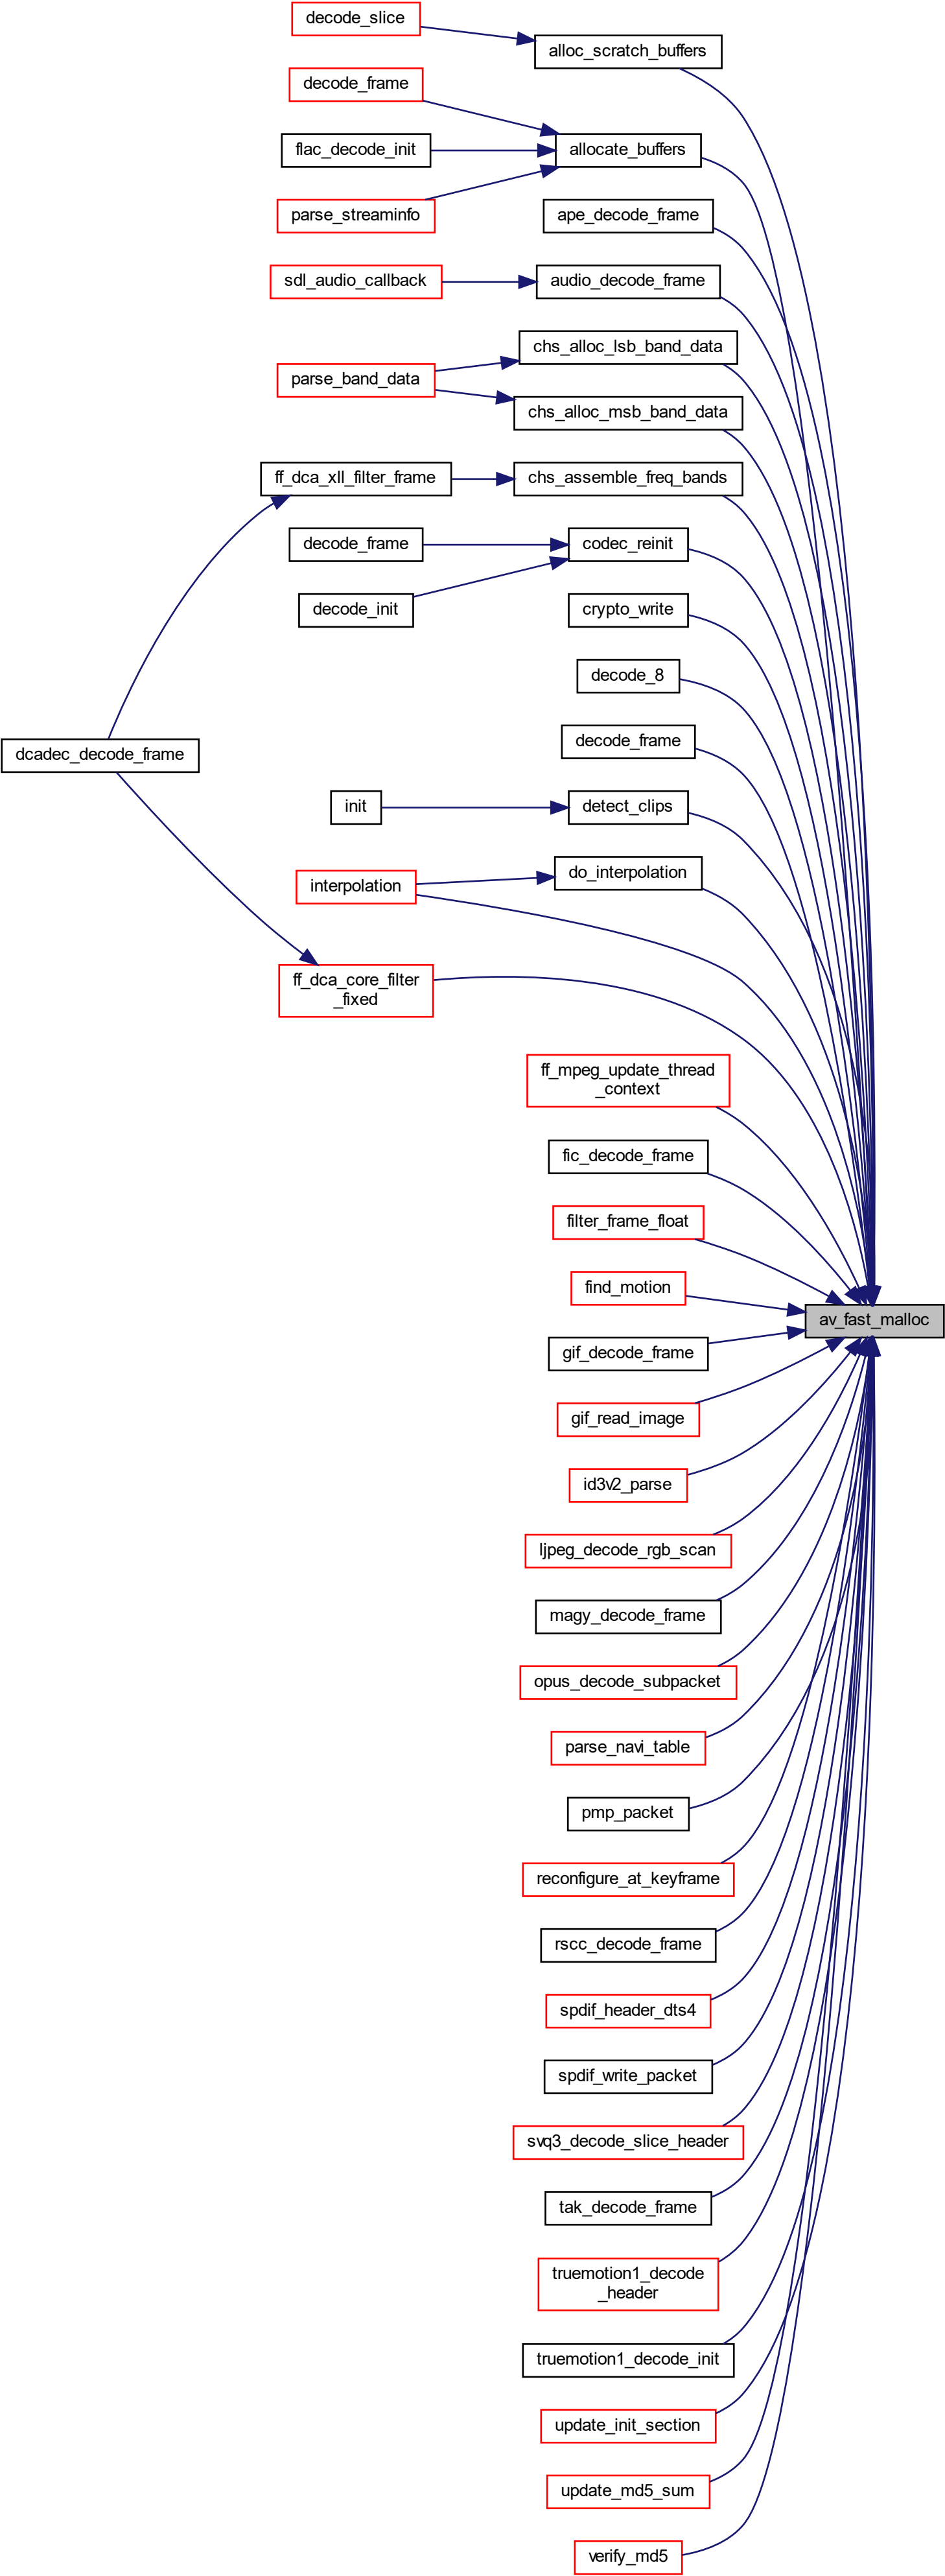 decode_slice
alloc_scratch_buffers
decode_frame
flac_decode_init
allocate_buffers
parse_streaminfo
ape_decode_frame
sdl_audio_callback
audio_decode_frame
chs_alloc_lsb_band_data
parse_band_data
chs_alloc_msb_band_data
ff_dca_xll_filter_frame
chs_assemble_freq_bands
decode_frame
codec_reinit
decode_init
crypto_write
decode_8
dcadec_decode_frame
decode_frame
init
detect_clips
interpolation
do_interpolation
ff_dca_core_filter
_fixed
ff_mpeg_update_thread
_context
fic_decode_frame
filter_frame_float
find_motion
av_fast_malloc
gif_decode_frame
gif_read_image
id3v2_parse
ljpeg_decode_rgb_scan
magy_decode_frame
opus_decode_subpacket
parse_navi_table
pmp_packet
reconfigure_at_keyframe
rscc_decode_frame
spdif_header_dts4
spdif_write_packet
svq3_decode_slice_header
tak_decode_frame
truemotion1_decode
_header
truemotion1_decode_init
update_init_section
update_md5_sum
verify_md5